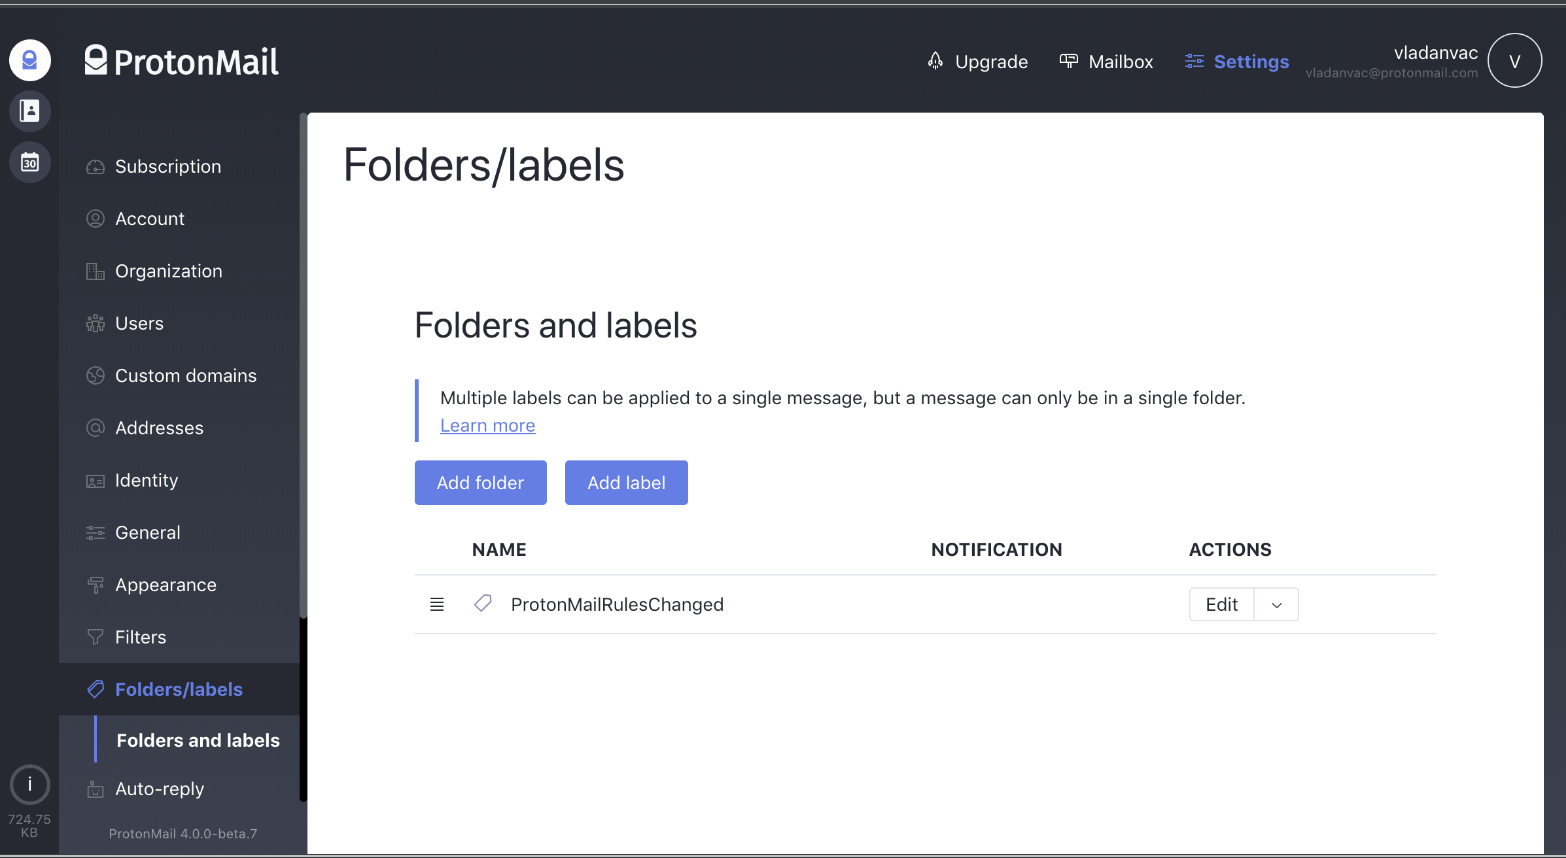 ProtonMail
Upgrade
Mailbox
Settings
vladanvac
vladanvac@protonmail.com
V
30
Subscription
Account
Organization
Users
Custom domains
Addresses
Identity
General
Appearance
Filters
Folders/labels
Folders and labels
Auto-reply
ProtonMail 4.0.0-beta.7
i
724.75
KB
Folders/labels
Folders and labels
Multiple labels can be applied to a single message, but a message can only be in a single folder.
Learn more
Add folder
Add label
NAME NOTIFICATION ACTIONS
ProtonMailRulesChanged Edit